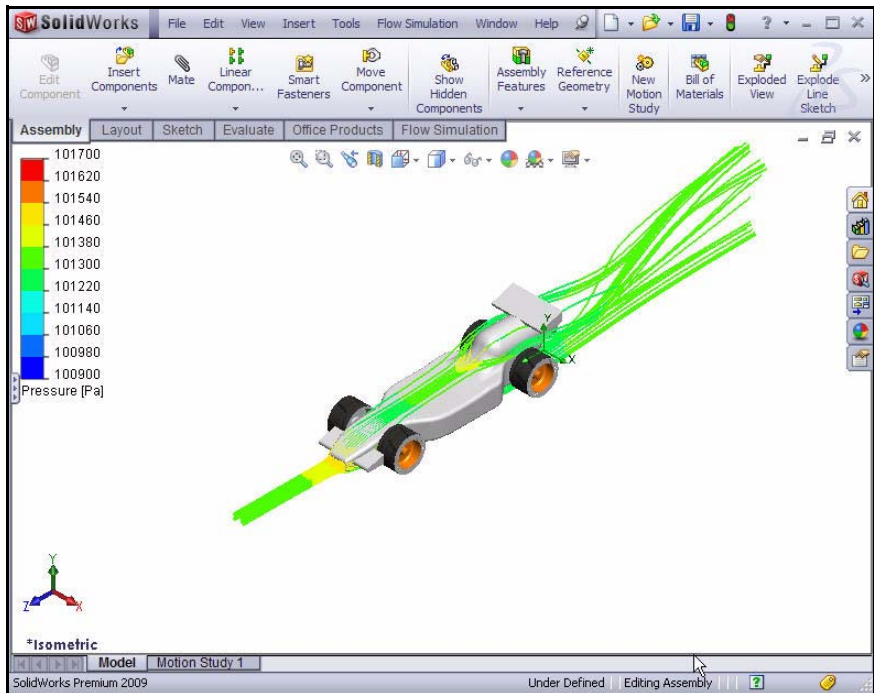 SW SolidWorks File Edit View Insert Tools Flow Simulation Window Help
Edit Component
Insert Components
Mate
Linear Compon...
Smart Fasteners
Move Component
Show Hidden Components
Assembly Features
Reference Geometry
New Motion Study
Bill of Materials
Exploded View
Explode Line Sketch
Assembly Layout Sketch Evaluate Office Products Flow Simulation
101700
101620
101540
101460
101380
101300
101220
101140
101060
100980
100900
Pressure [Pa]
Y
X
Y
Z X
*Isometric
Model Motion Study 1
SolidWorks Premium 2009 Under Defined Editing Assembly ?